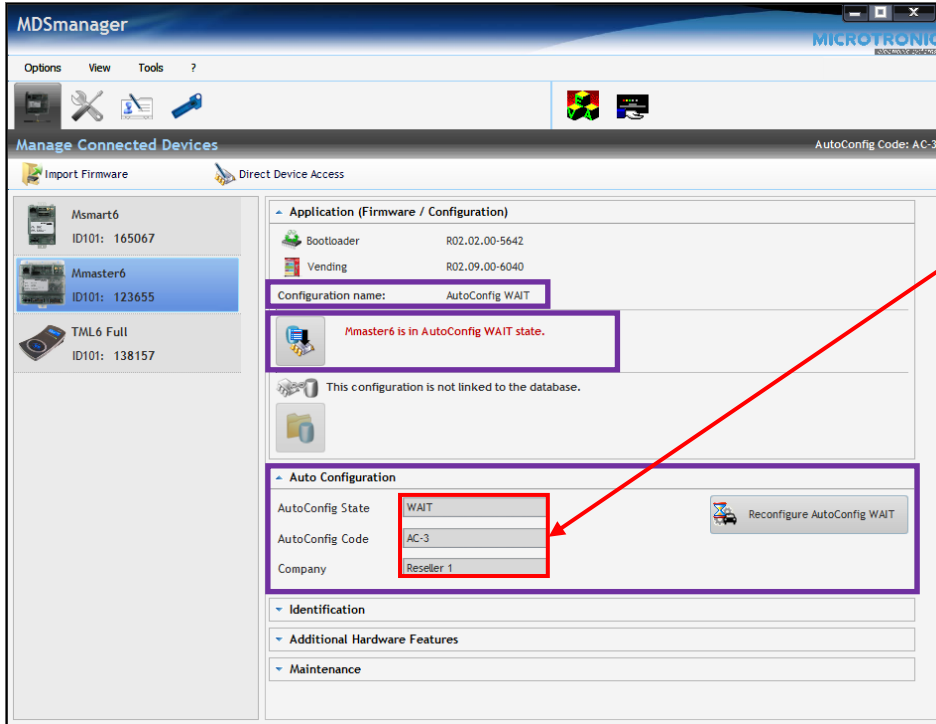 MDSmanager
MICROTRONIC
Options View Tools ?
Manage Connected Devices AutoConfig Code: AC-3
Import Firmware Direct Device Access
Msmart6
ID101: 165067
Mmaster6
ID101: 123655
TML6 Full
ID101: 138157
Application (Firmware / Configuration)
Bootloader R02.02.00-5642
Vending R02.09.00-6040
Configuration name: AutoConfig WAIT
Mmaster6 is in AutoConfig WAIT state.
This configuration is not linked to the database.
Auto Configuration
AutoConfig State WAIT
AutoConfig Code AC-3
Company Reseller 1
Reconfigure AutoConfig WAIT
Identification
Additional Hardware Features
Maintenance